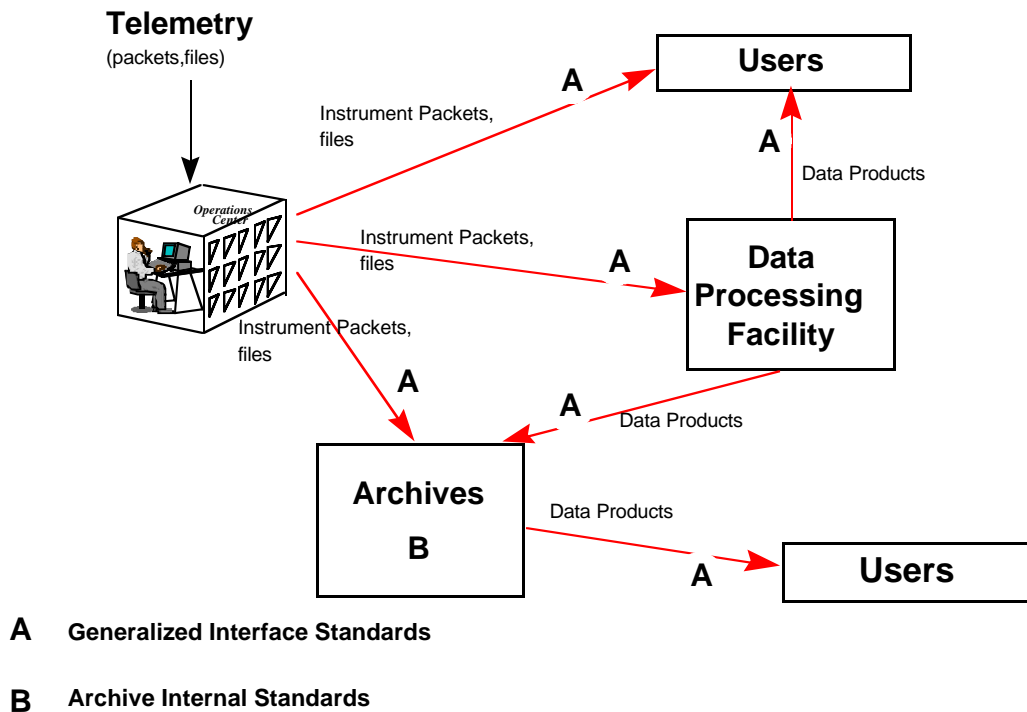 Telemetry
(packets,files)
Users
A
Instrument Packets,
files
A
Data Products
Operations
Center
Instrument Packets,
files
A
Data
Processing
Facility
Instrument Packets,
files
A
A
Data Products
Archives
B
Data Products
A
Users
A Generalized Interface Standards
B Archive Internal Standards